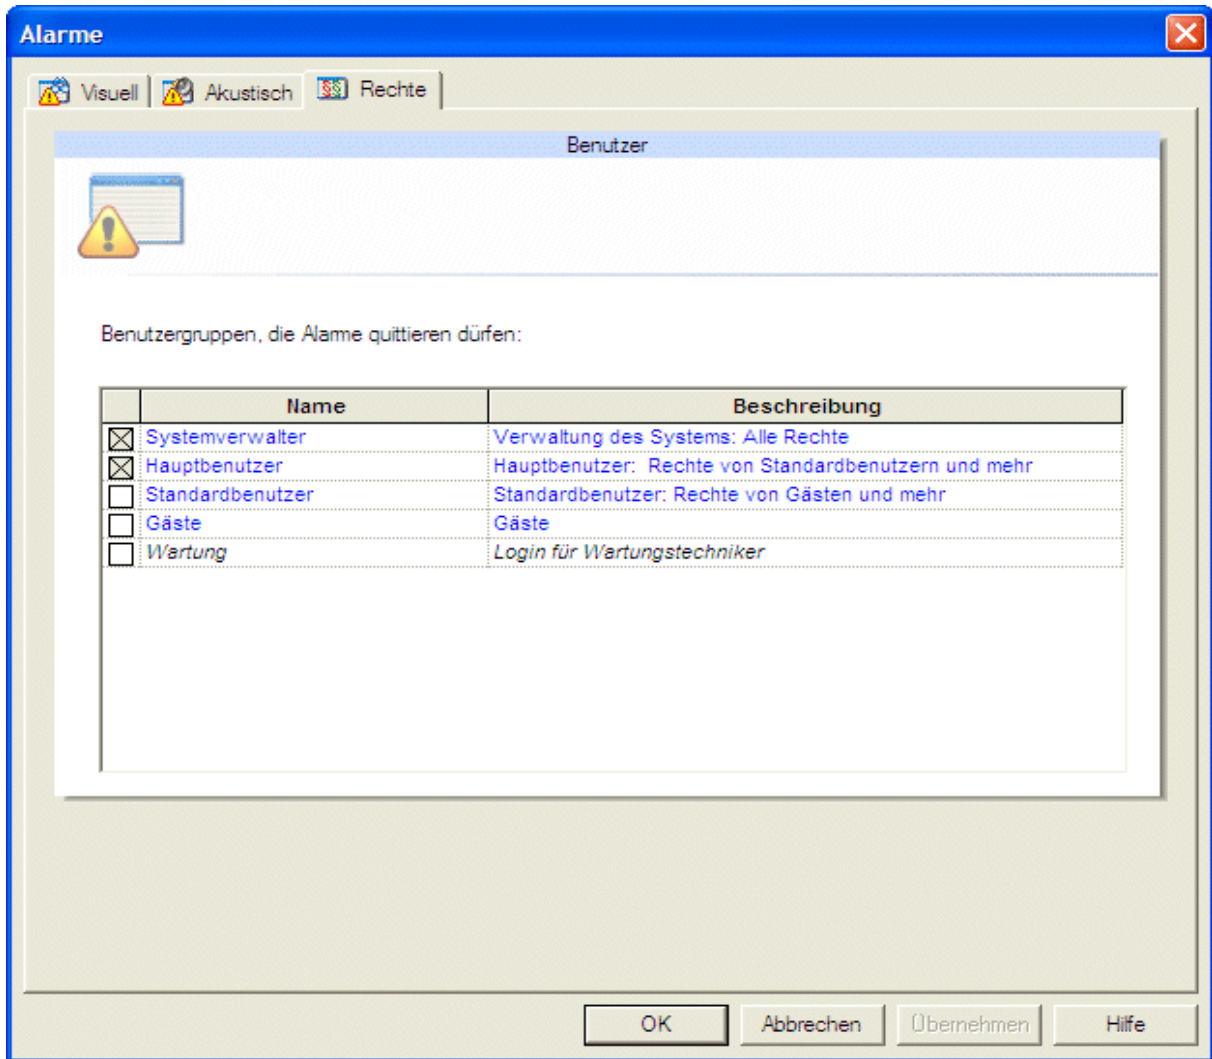 Alarme
Visuell Akustisch §§ Rechte
Benutzer
Benutzergruppen, die Alarme quittieren dürfen:
Name Beschreibung
Systemverwalter Verwaltung des Systems: Alle Rechte
Hauptbenutzer Hauptbenutzer: Rechte von Standardbenutzern und mehr
Standardbenutzer Standardbenutzer: Rechte von Gästen und mehr
Gäste Gäste
Wartung Login für Wartungstechniker
OK Abbrechen Übernehmen Hilfe